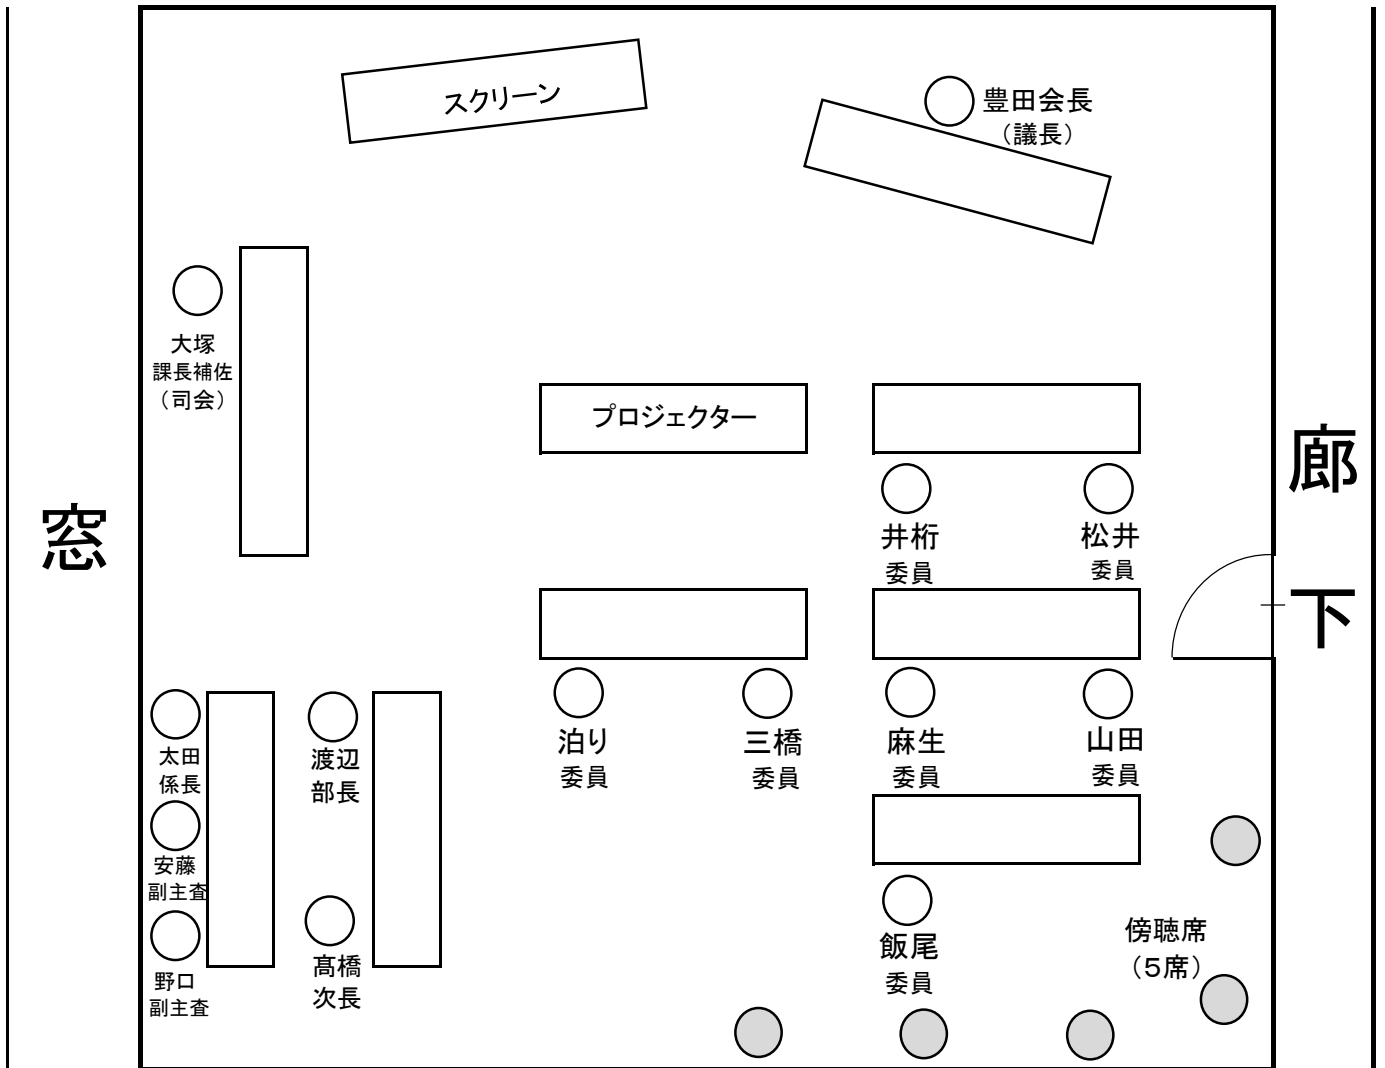 スクリーン
豊田会長
（議長）
大塚
課長補佐
（司会）
プロジェクター
廊
下
窓
井桁
委員
松井
委員
泊り
委員
三橋
委員
麻生
委員
山田
委員
太田
係長
渡辺
部長
安藤
副主査
野口
副主査
髙橋
次長
飯尾
委員
傍聴席
（5席）